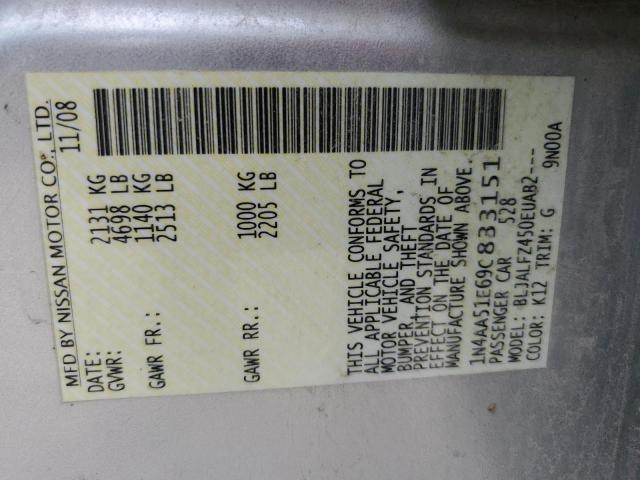 MFD BY NISSAN MOTOR CO., LTD.
DATE: 11/08
GVWR: 2131 KG
4698 LB
GAWR FR.: 1140 KG
2513 LB
GAWR RR.: 1000 KG
2205 LB
THIS VEHICLE CONFORMS TO
ALL APPLICABLE FEDERAL
MOTOR VEHICLE SAFETY,
BUMPER, AND THEFT
PREVENTION STANDARDS IN
EFFECT ON THE DATE OF
MANUFACTURE SHOWN ABOVE.
1N4AA51E69C833151
PASSENGER CAR 528
MODEL: BLJALFZ450EUABZ---
COLOR: K12 TRIM: G 9N00A